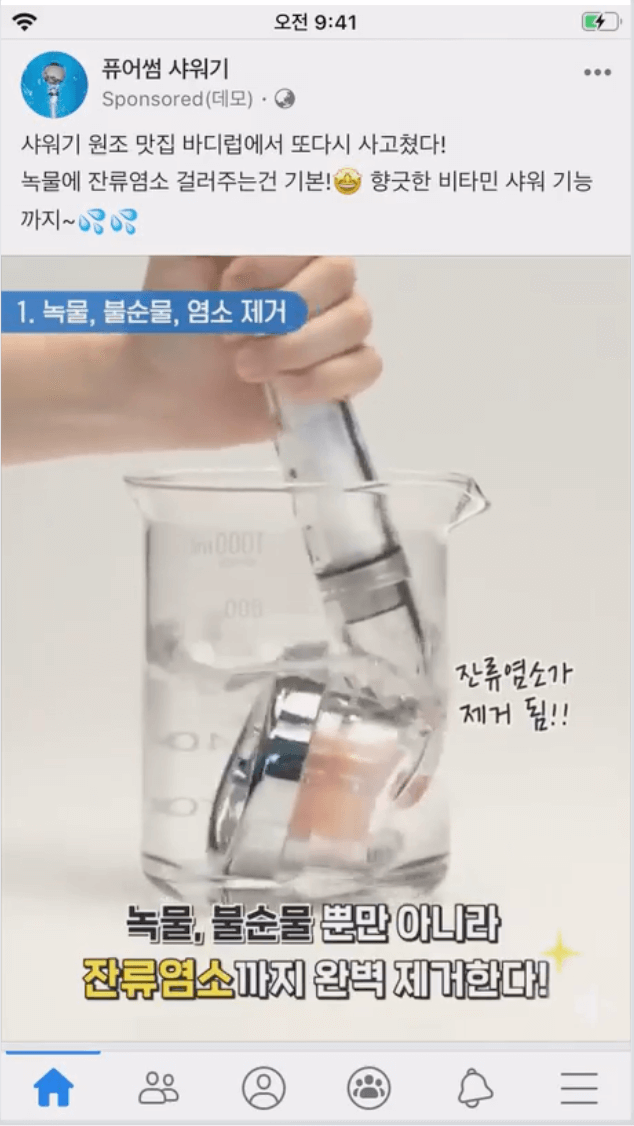 오전 9:41
퓨어썸 샤워기
Sponsored(데모) ·
샤워기 원조 맛집 바디럽에서 또다시 사고쳤다!
녹물에 잔류염소 걸러주는건 기본!🤩 향긋한 비타민 샤워 기능
까지~💦💦
1. 녹물, 불순물, 염소 제거
1000ml
800
잔류염소가
제거 됨!!
녹물, 불순물 뿐만 아니라
잔류염소까지 완벽 제거한다!